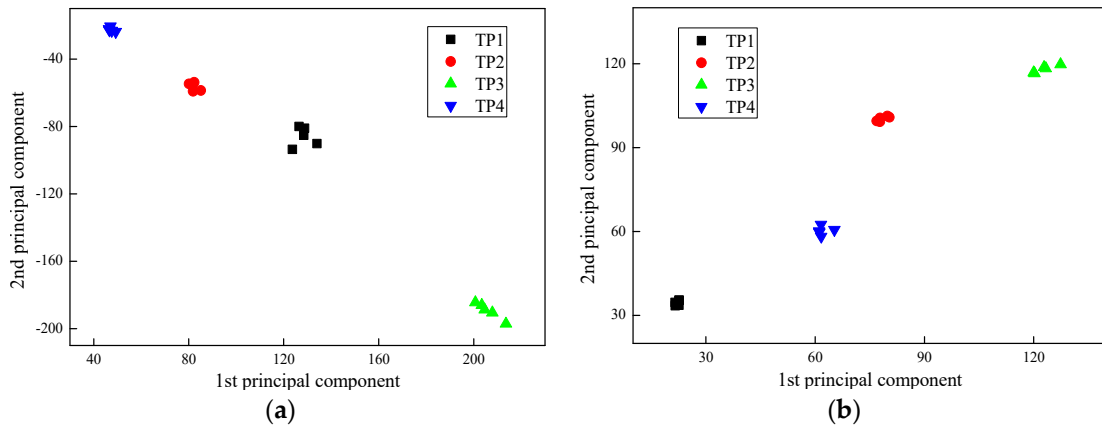 -40
-80
-120
-160
-200
40
80
120
160
200
2nd principal component
1st principal component
TP1
TP2
TP3
TP4
(a)
120
90
60
30
30
60
90
120
2nd pincipal component
1st principal component
TP1
TP2
TP3
TP4
(b)